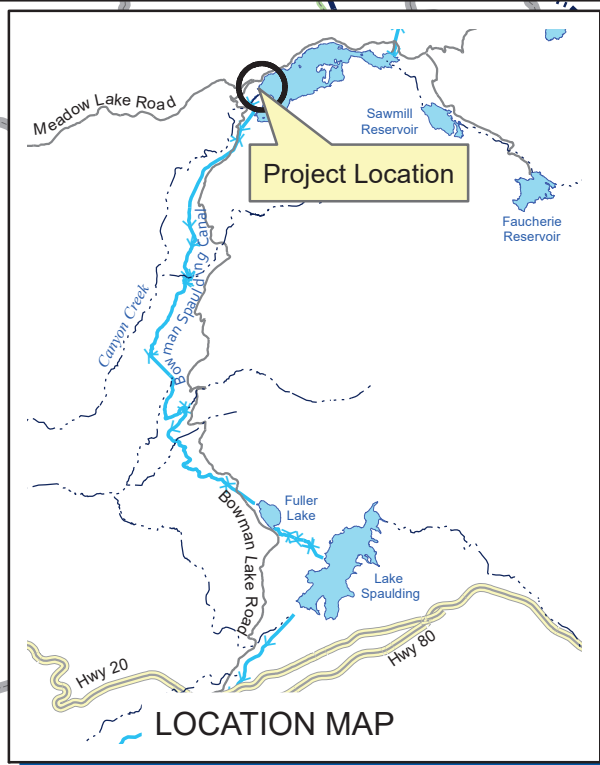 Meadow Lake Road
Sawmill
Reservoir
Project Location
Faucherie
Reservoir
Bowman Spaulding Canal
Canyon Creek
Fuller
Lake
Bowman Lake Road
Lake
Spaulding
Hwy 20
Hwy 80
LOCATION MAP